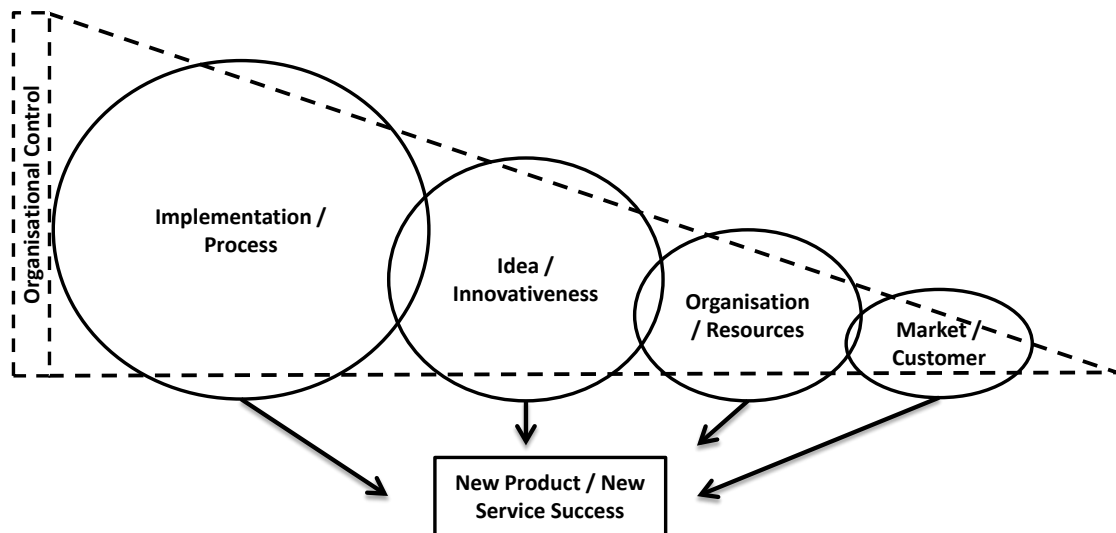 Organisational Control
Implementation /
Process
Idea /
Innovativeness
Organisation
/ Resources
Market /
Customer
New Product / New
Service Success